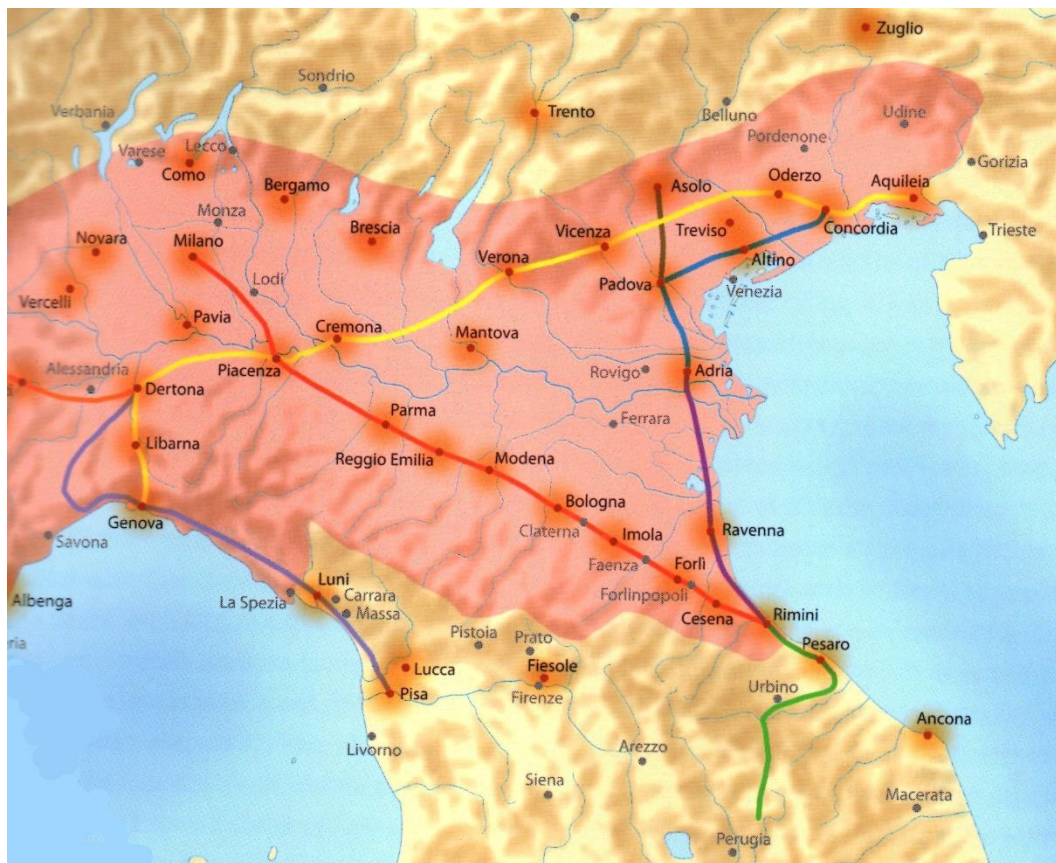 Zuglio
Sondrio
Verbania
Trento
Belluno
Udine
Pordenone
Varese
Lecco
Como
Gorizia
Bergamo
Asolo
Oderzo
Aquileia
Monza
Brescia
Treviso
Concordia
Trieste
Novara
Milano
Vicenza
Verona
Altino
Padova
Venezia
Vercelli
Lodi
Pavia
Cremona
Mantova
Alessandria
Piacenza
Rovigo
Adria
Dertona
Parma
Ferrara
Libarna
Reggio Emilia
Modena
Genova
Bologna
Claterna
Imola
Ravenna
Savona
Faenza
Forlì
Luni
Forlinpopoli
Albenga
La Spezia
Carrara
Massa
Cesena
Rimini
Pistoia
Prato
Pesaro
Lucca
Fiesole
Pisa
Firenze
Urbino
Ancona
Livorno
Arezzo
Siena
Macerata
Perugia